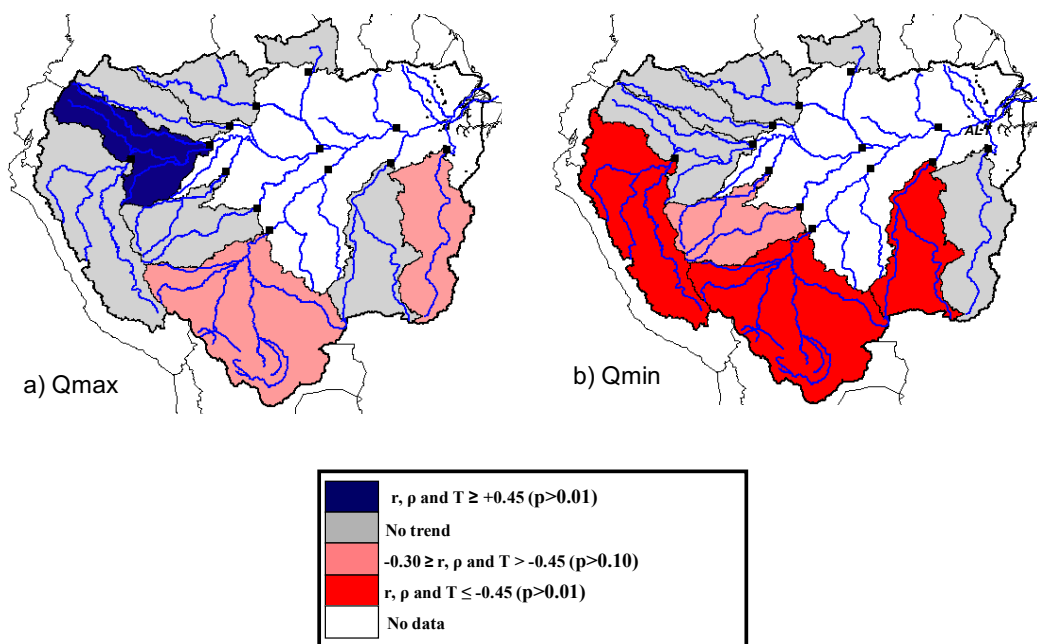 AL
a) Qmax
b) Qmin
r, ρ and T ≥ +0.45 (p>0.01)
No trend
-0.30 ≥ r, ρ and T > -0.45 (p>0.10)
r, ρ and T ≤ -0.45 (p>0.01)
No data